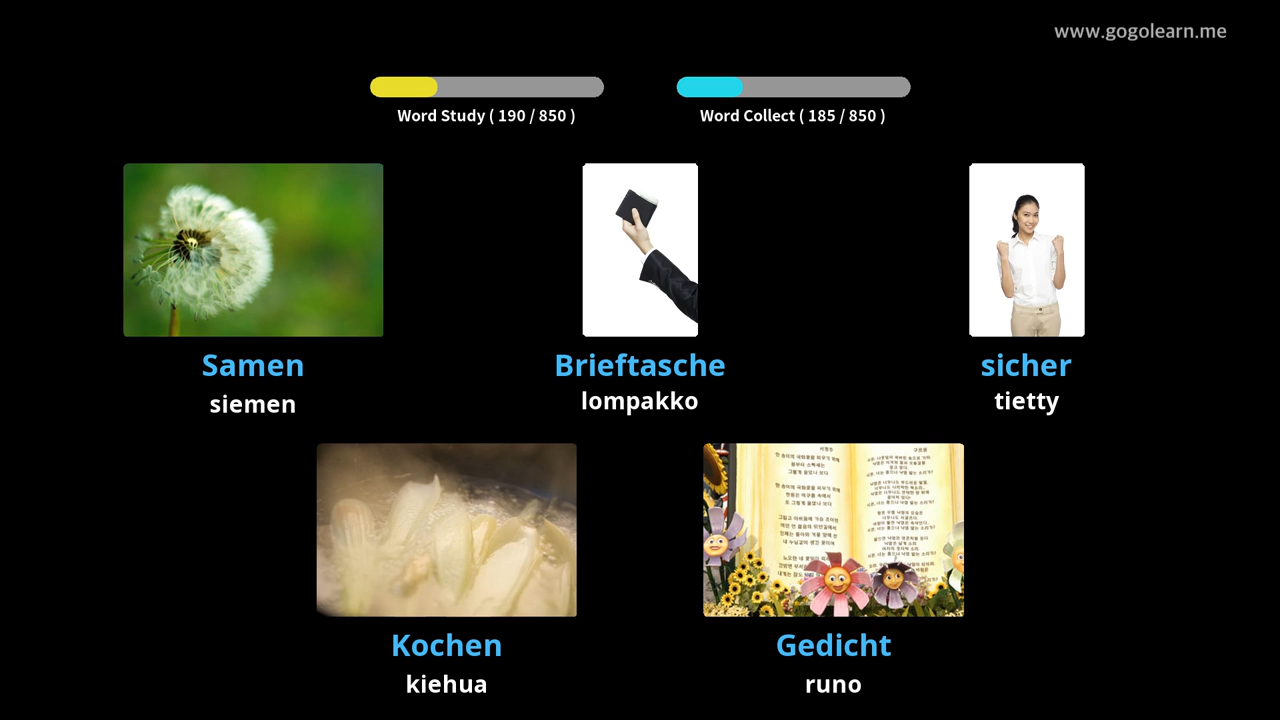 www.gogolearn.me
Word Study ( 190 / 850 )
Word Collect ( 185 / 850 )
Samen
siemen
Brieftasche
lompakko
sicher
tietty
Kochen
kiehua
Gedicht
runo